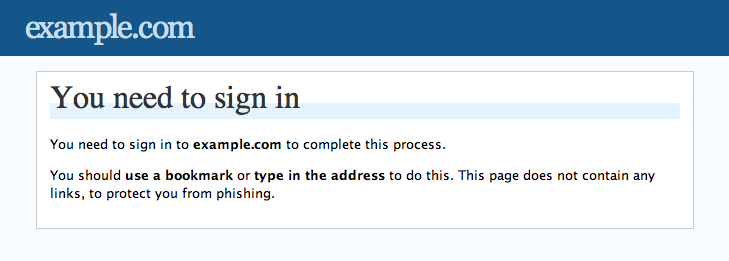 example.com
You need to sign in
You need to sign in to example.com to complete this process.
You should use a bookmark or type in the address to do this. This page does not contain any
links, to protect you from phishing.